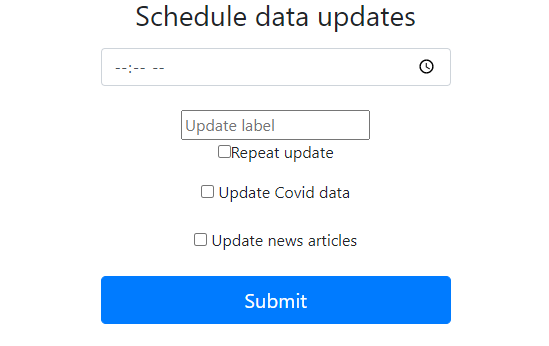 Schedule data updates
--:-- --
Update label
Repeat update
Update Covid data
Update news articles
Submit